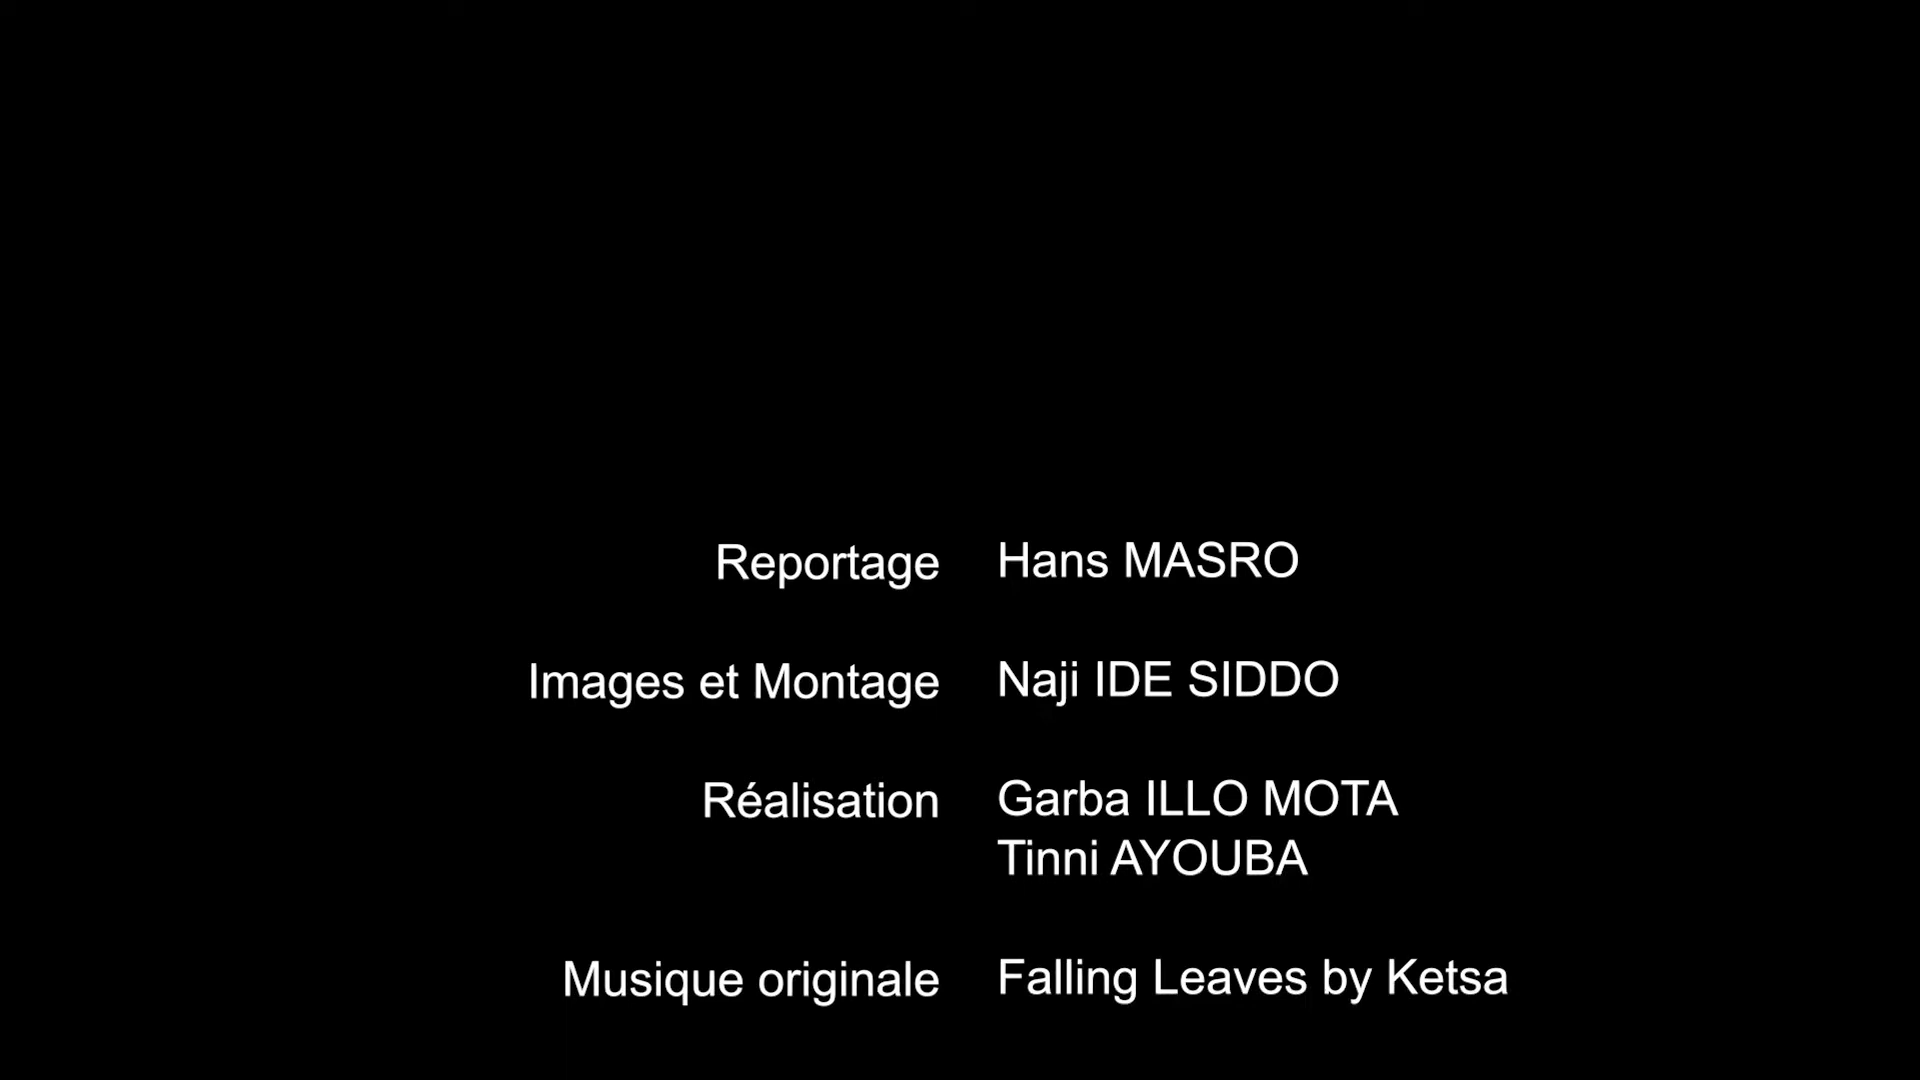 Reportage Hans MASRO
Images et Montage Naji IDE SIDDO
Réalisation Garba ILLO MOTA
Tinni AYOUBA
Musique originale Falling Leaves by Ketsa